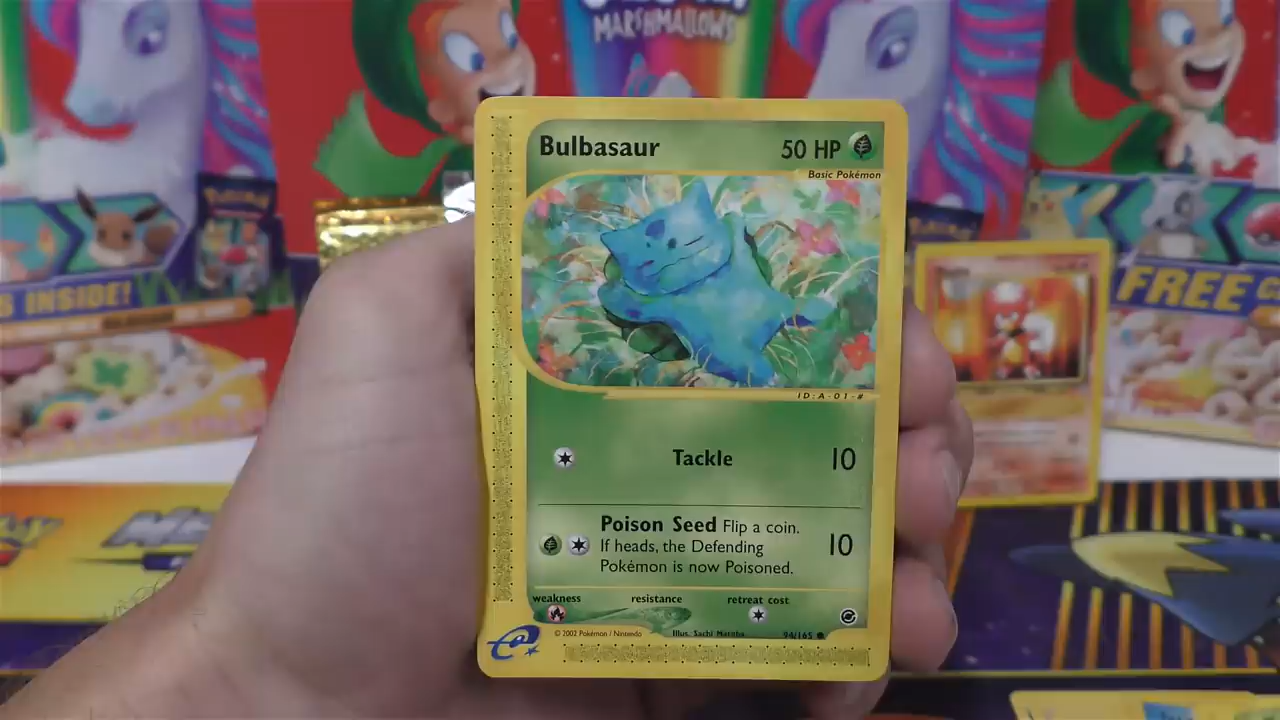 MARSHMALLOWS
Bulbasaur
50 HP
Basic Pokémon
ID:A-01-#
Tackle
10
Poison Seed Flip a coin.
If heads, the Defending
Pokémon is now Poisoned.
10
weakness
resistance
retreat cost
© 2002 Pokémon / Nintendo
Illus. Sachi Matoba
94/165
e
INSIDE!
FREE